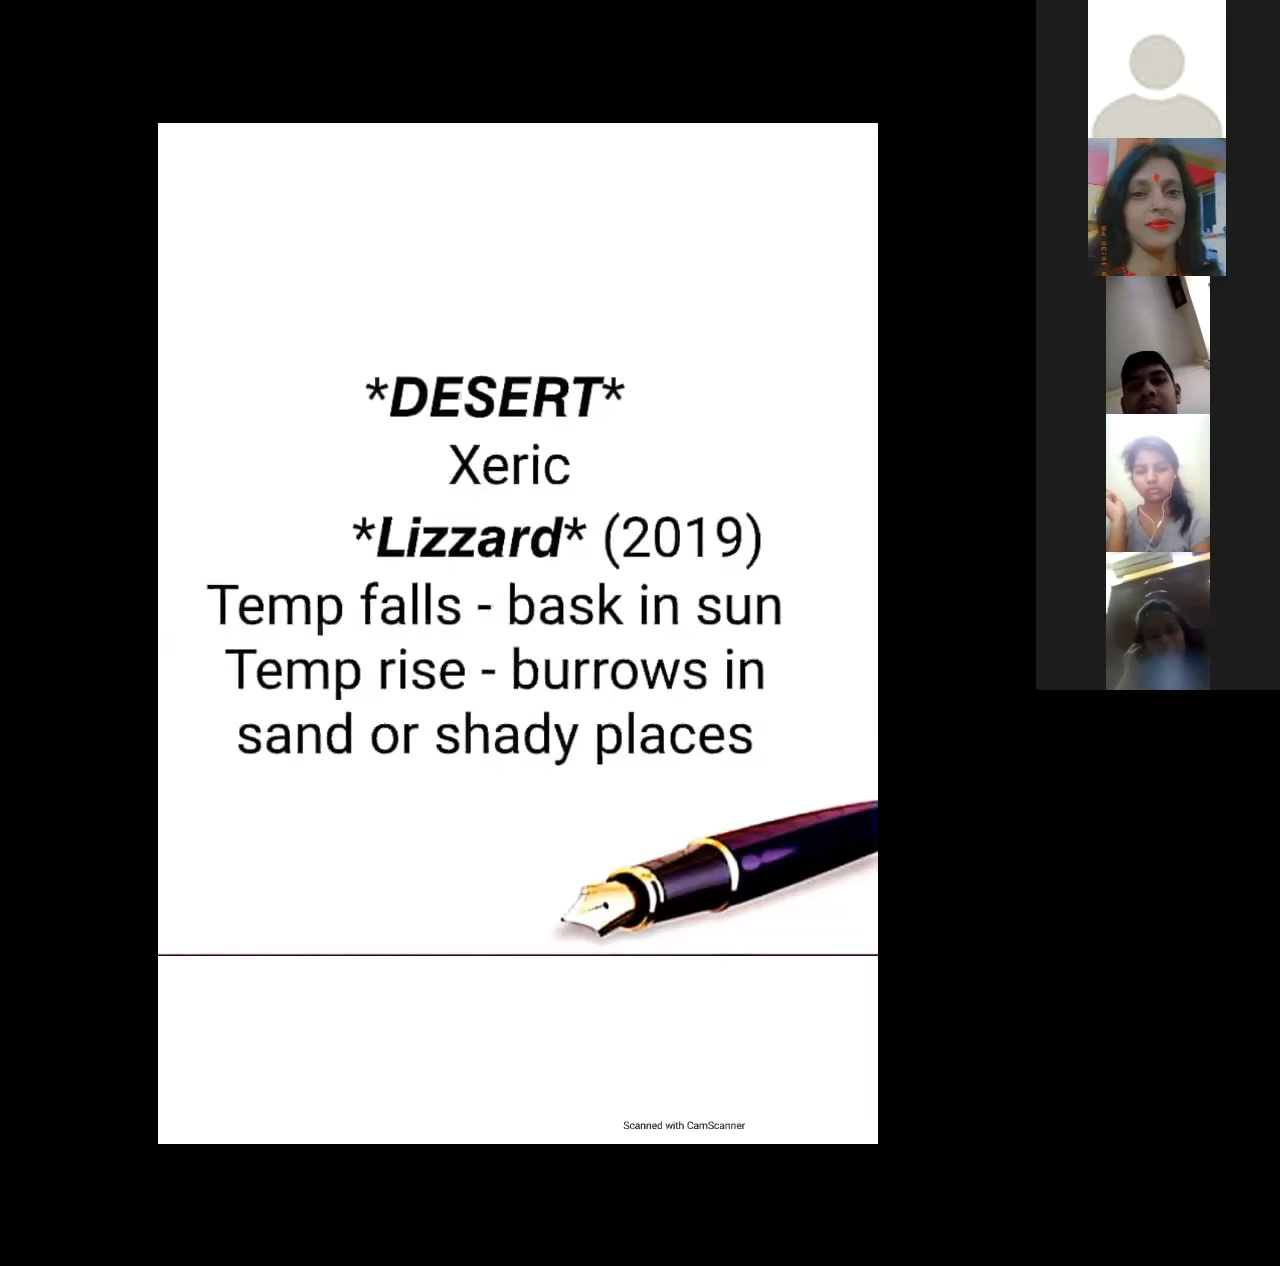 *DESERT*
Xeric
*Lizzard* (2019)
Temp falls - bask in sun
Temp rise - burrows in
sand or shady places
Scanned with CamScanner